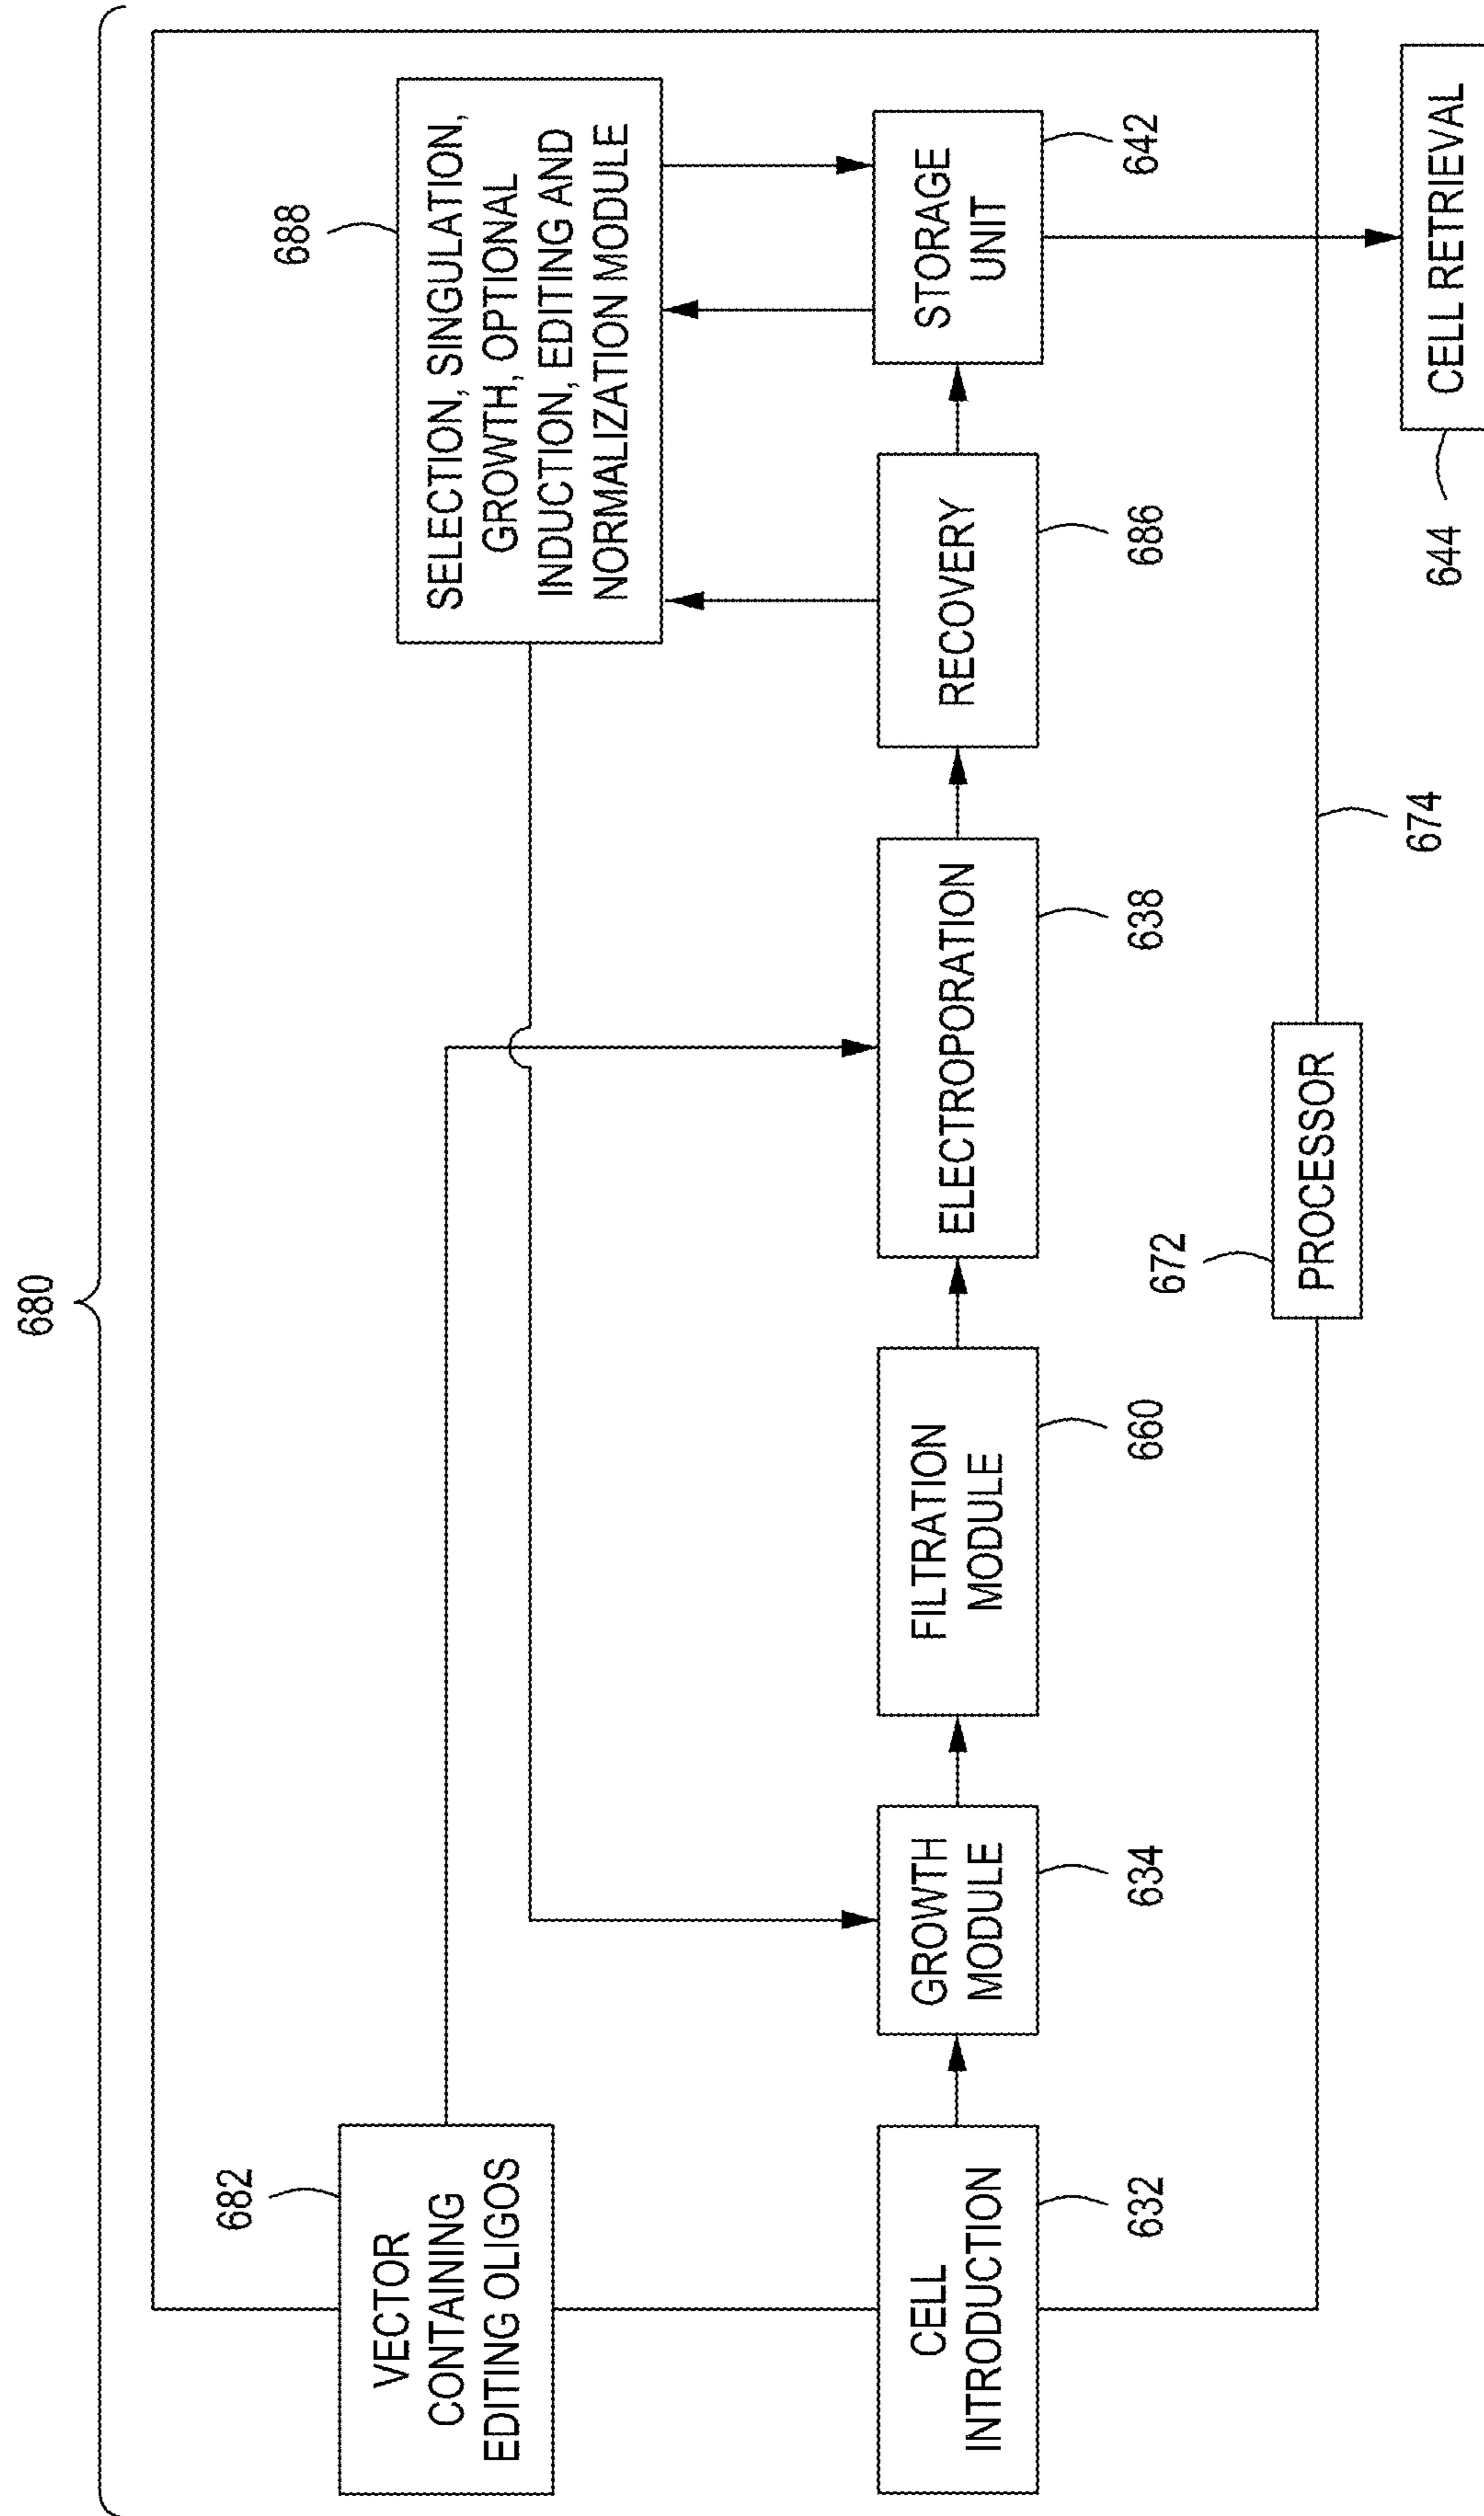 680
682
VECTOR
CONTAINING
EDITING OLIGOS
688
SELECTION, SINGULATION,
GROWTH, OPTIONAL
INDUCTION, EDITING AND
NORMALIZATION MODULE
CELL
INTRODUCTION
632
GROWTH
MODULE
634
FILTRATION
MODULE
660
ELECTROPORATION
638
RECOVERY
686
STORAGE
UNIT
642
672
PROCESSOR
674
644
CELL RETRIEVAL